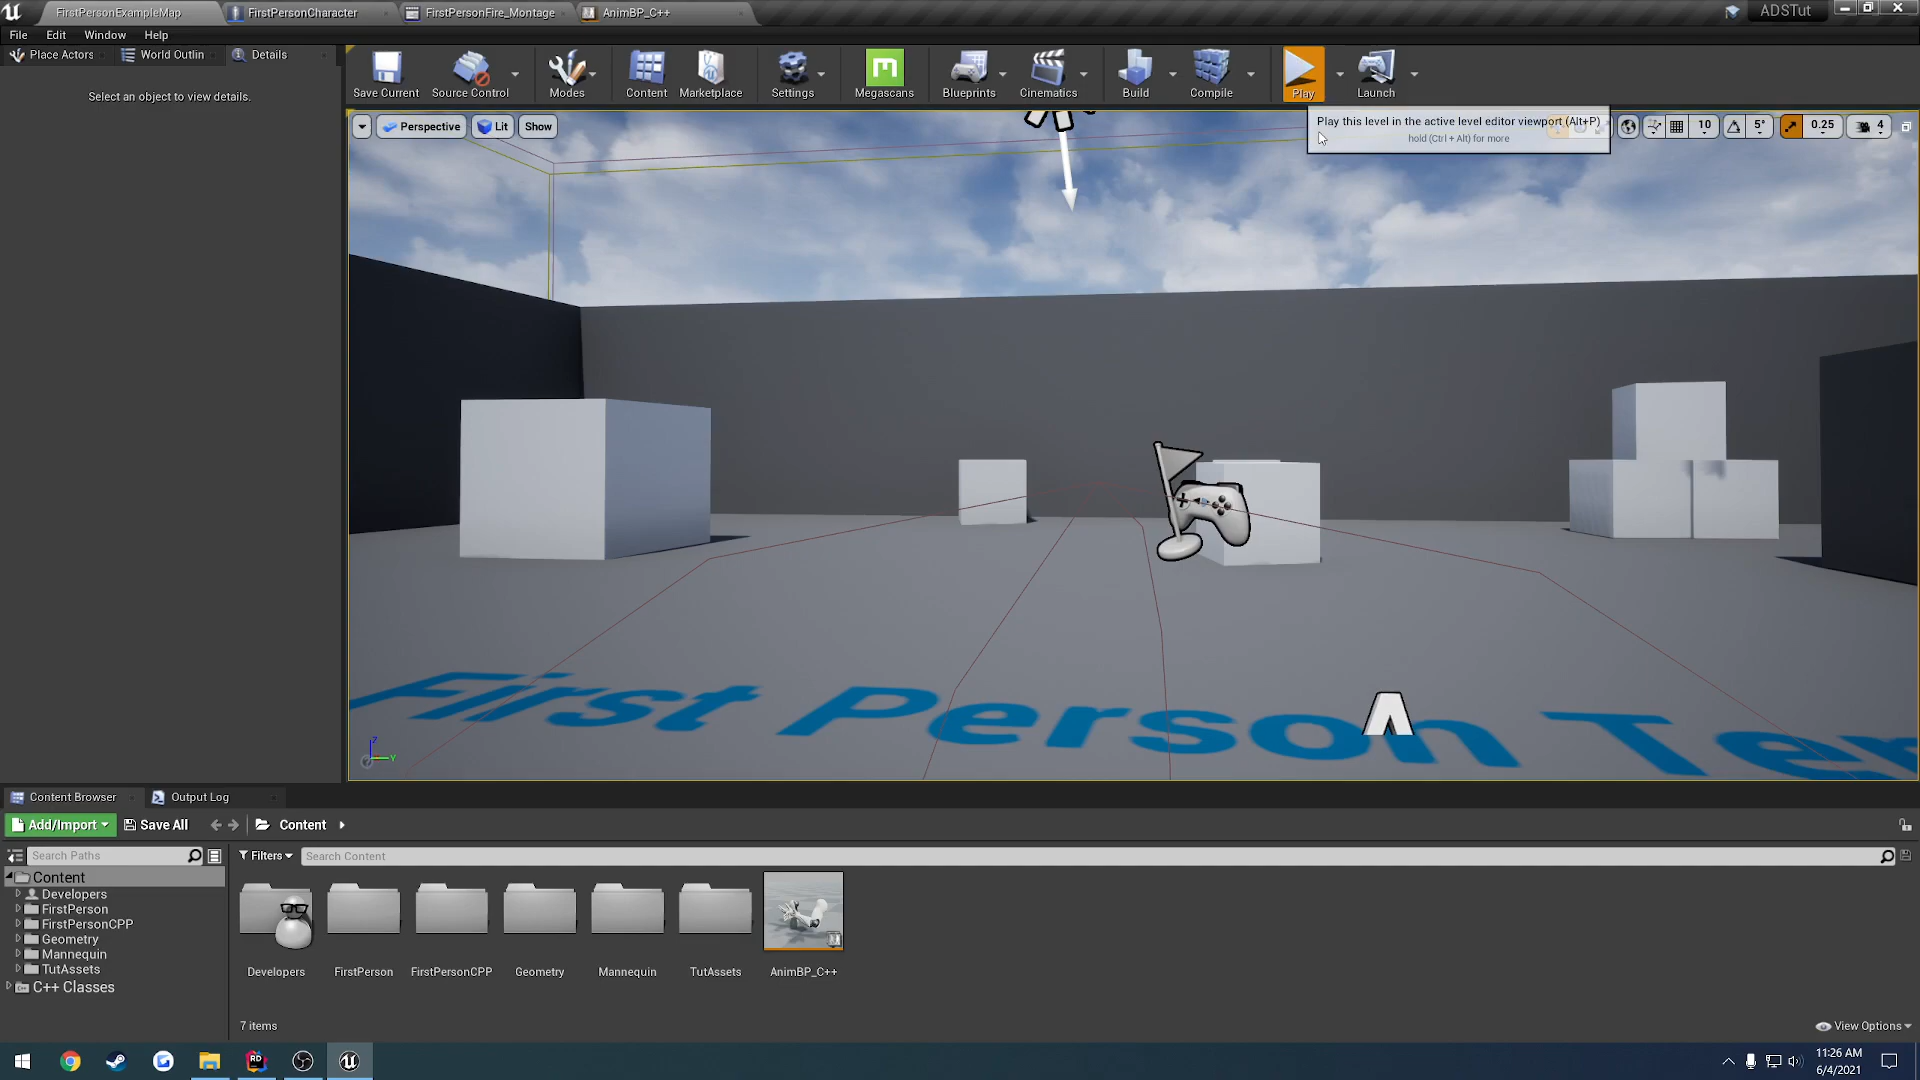 FirstPersonExampleMap
FirstPersonCharacter
FirstPersonFire_Montage
AnimBP_C++
ADSTut
File Edit Window Help
Place Actors
World Outlin
Details
Select an object to view details.
Save Current
Source Control
Modes
Content
Marketplace
Settings
Megascans
Blueprints
Cinematics
Build
Compile
Play
Launch
Perspective
Lit
Show
Play this level in the active level editor viewport (Alt+P)
hold (Ctrl + Alt) for more
10
5°
0.25
4
First Person Te
Z
Y
Content Browser
Output Log
Add/Import
Save All
Content
Search Paths
Filters
Search Content
Content
Developers
FirstPerson
FirstPersonCPP
Geometry
Mannequin
TutAssets
C++ Classes
Developers
FirstPerson
FirstPersonCPP
Geometry
Mannequin
TutAssets
AnimBP_C++
7 items
View Options
RD
11:26 AM
6/4/2021